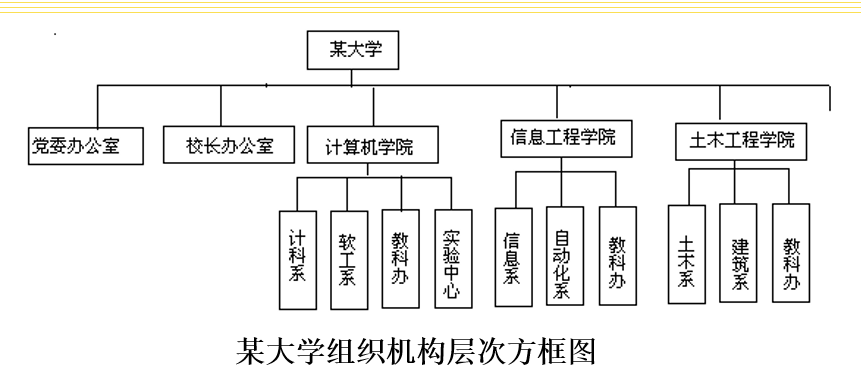 某大学
党委办公室
校长办公室
计算机学院
信息工程学院
土木工程学院
计科系
软工系
教科办
实验中心
信息系
自动化系
教科办
土木系
建筑系
教科办
某大学组织机构层次方框图